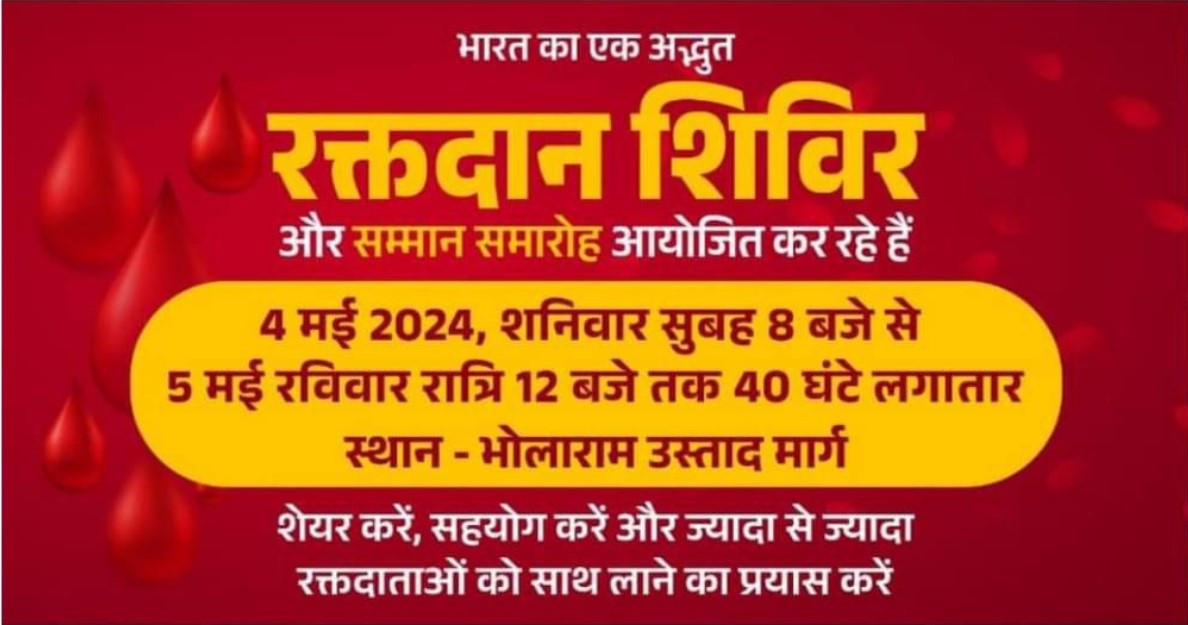 भारत का एक अद्भुत
रक्तदान शिविर
और सम्मान समारोह आयोजित कर रहे हैं
4 मई 2024, शनिवार सुबह 8 बजे से
5 मई रविवार रात्रि 12 बजे तक 40 घंटे लगातार
स्थान - भोलाराम उस्ताद मार्ग
शेयर करें, सहयोग करें और ज्यादा से ज्यादा
रक्तदाताओं को साथ लाने का प्रयास करें